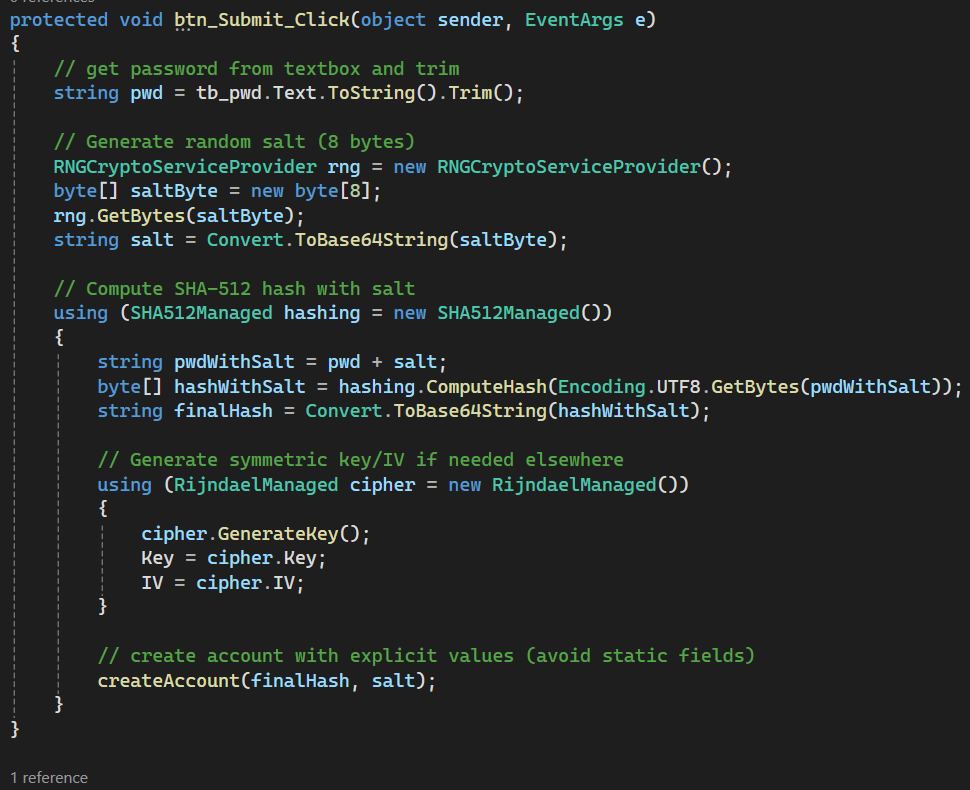 protected void btn_Submit_Click(object sender, EventArgs e)
{
    // get password from textbox and trim
    string pwd = tb_pwd.Text.ToString().Trim();

    // Generate random salt (8 bytes)
    RNGCryptoServiceProvider rng = new RNGCryptoServiceProvider();
    byte[] saltByte = new byte[8];
    rng.GetBytes(saltByte);
    string salt = Convert.ToBase64String(saltByte);

    // Compute SHA-512 hash with salt
    using (SHA512Managed hashing = new SHA512Managed())
    {
        string pwdWithSalt = pwd + salt;
        byte[] hashWithSalt = hashing.ComputeHash(Encoding.UTF8.GetBytes(pwdWithSalt));
        string finalHash = Convert.ToBase64String(hashWithSalt);

        // Generate symmetric key/IV if needed elsewhere
        using (RijndaelManaged cipher = new RijndaelManaged())
        {
            cipher.GenerateKey();
            Key = cipher.Key;
            IV = cipher.IV;
        }

        // create account with explicit values (avoid static fields)
        createAccount(finalHash, salt);
    }
}

1 reference